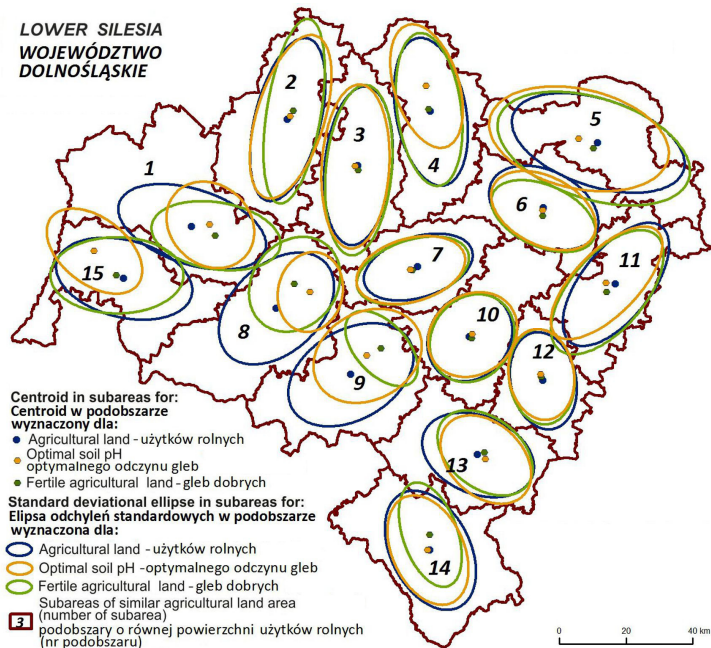 LOWER SILESIA
WOJEWÓDZTWO
DOLNOŚLĄSKIE
2
4
3
5
1
6
7
11
15
8
10
12
9
13
14
Centroid in subareas for:
Centroid w podobszarze
wyznaczony dla:
Agricultural land - użytków rolnych
Optimal soil pH
optymalnego odczynu gleb
Fertile agricultural land - gleb dobrych
Standard deviational ellipse in subareas for:
Elipsa odchyleń standardowych w podobszarze
wyznaczona dla:
Agricultural land - użytków rolnych
Optimal soil pH - optymalnego odczynu gleb
Fertile agricultural land - gleb dobrych
Subareas of similar agricultural land area
(number of subarea)
3 podobszary o równej powierzchni użytków rolnych
(nr podobszaru)
0 20 40 km